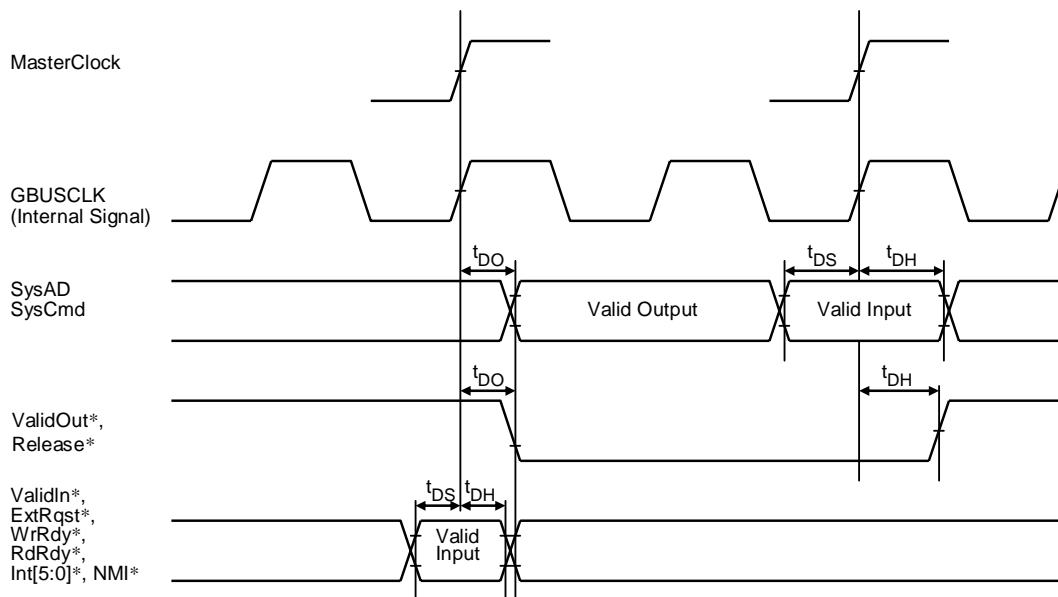 MasterClock
GBUSCLK
(Internal Signal)
tDO
tDS
tDH
SysAD
SysCmd
Valid Output
Valid Input
tDO
tDH
ValidOut*,
Release*
ValidIn*,
ExtRqst*,
WrRdy*,
RdRdy*,
Int[5:0]*, NMI*
tDS
tDH
Valid
Input